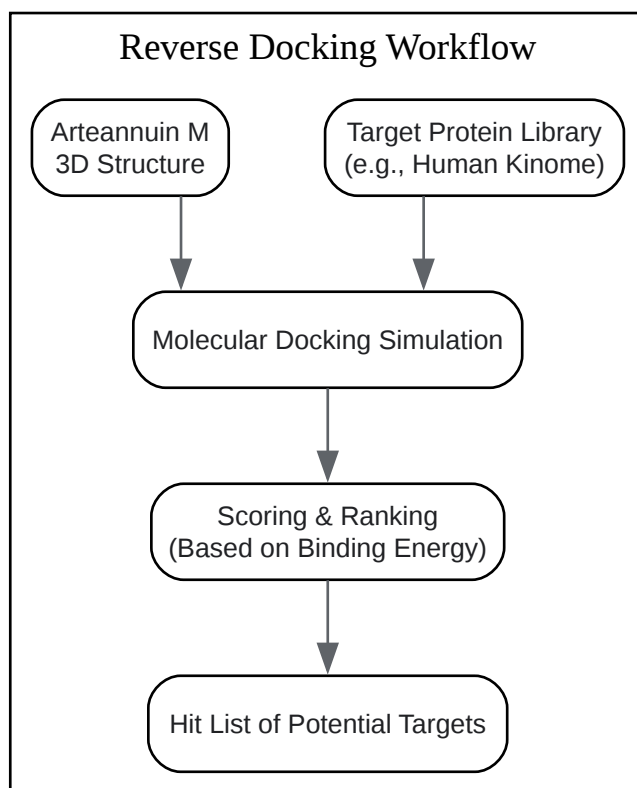 Reverse Docking Workflow
Arteannuin M
3D Structure
Target Protein Library
(e.g., Human Kinome)
Molecular Docking Simulation
Scoring & Ranking
(Based on Binding Energy)
Hit List of Potential Targets